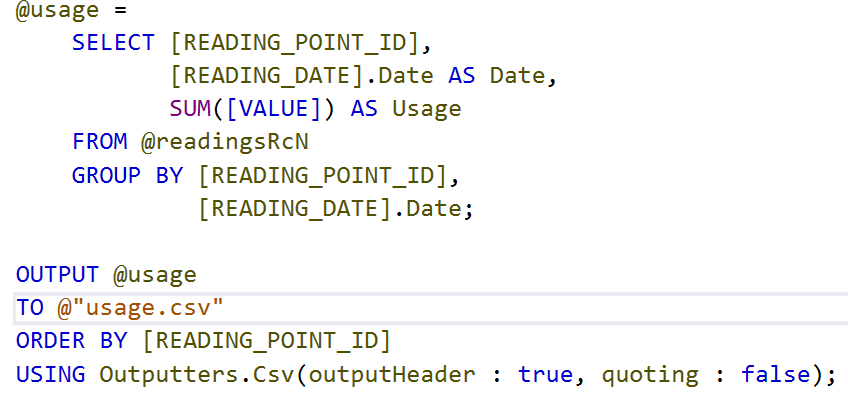 @usage =
SELECT [READING_POINT_ID],
[READING_DATE].Date AS Date,
SUM([VALUE]) AS Usage
FROM @readingsRcN
GROUP BY [READING_POINT_ID],
[READING_DATE].Date;
OUTPUT @usage
TO @"usage.csv"
ORDER BY [READING_POINT_ID]
USING Outputters.Csv(outputHeader : true, quoting : false);